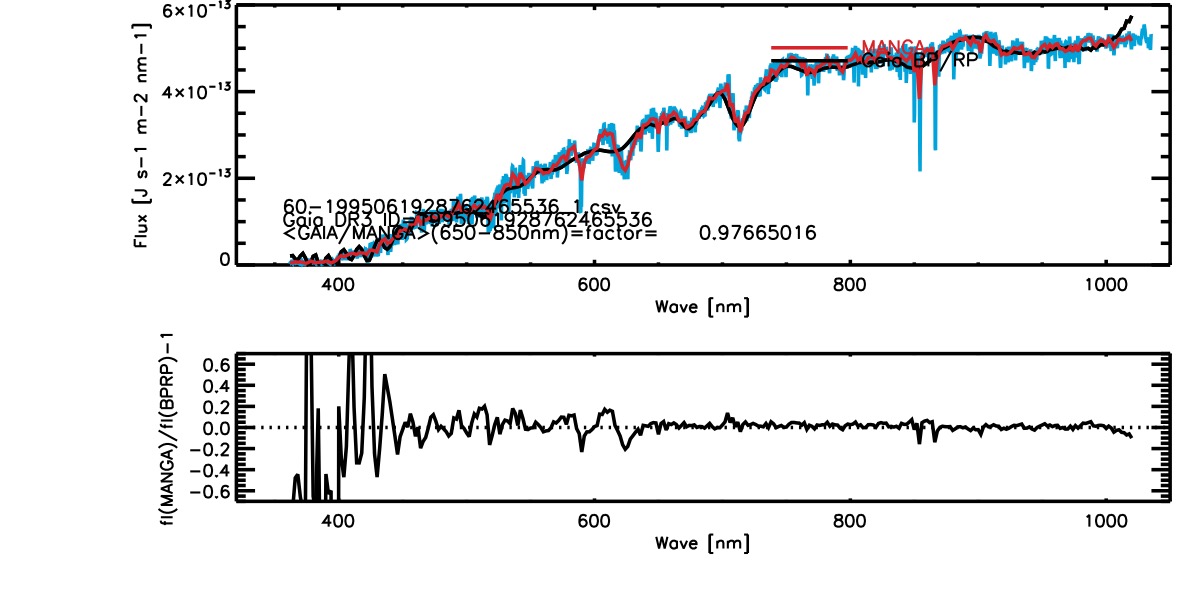 6×10−13
4×10−13
2×10−13
0
Flux [J s−1 m−2 nm−1]
MANGA
Gaia BP/RP
60−1995061928762465536_1.csv
Gaia DR3 ID=1995061928762465536
<GAIA/MANGA>(650−850nm)=factor= 0.97665016
400 600 800 1000
Wave [nm]
fl(MANGA)/fl(BPRP)−1
0.6
0.4
0.2
0.0
−0.2
−0.4
−0.6
400 600 800 1000
Wave [nm]